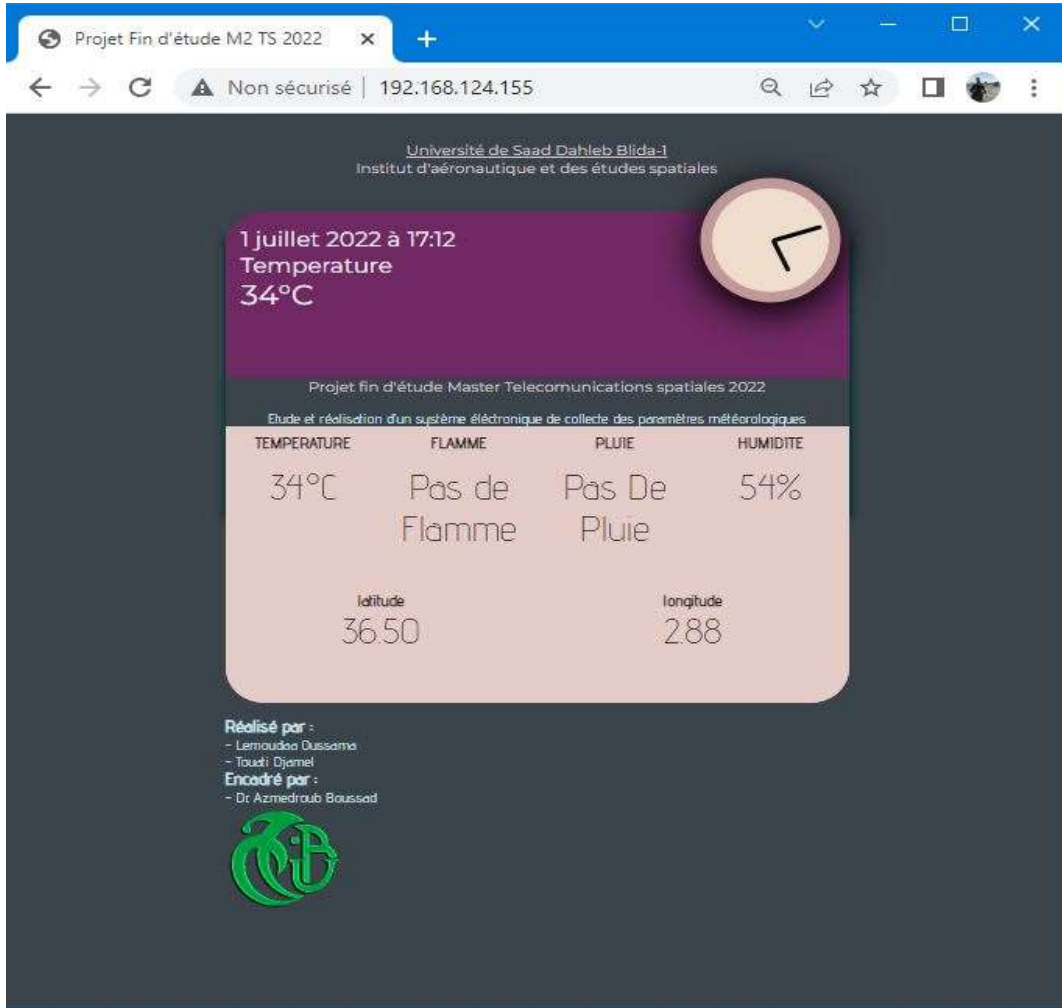 Projet Fin d'étude M2 TS 2022
Non sécurisé | 192.168.124.155
Université de Saad Dahleb Blida-1
Institut d'aéronautique et des études spatiales
1 juillet 2022 à 17:12
Temperature
34°C
Projet fin d'étude Master Telecomunications spatiales 2022
Etude et réalisation d'un système éléctronique de collecte des paramètres météorologiques
TEMPERATURE FLAMME PLUIE HUMIDITE
34°C Pas de Pas De 54%
Flamme Pluie
latitude longitude
36.50 2.88
Réalisé par :
- Lemoudaa Oussama
- Touati Djamel
Encadré par :
- Dr Azmedroub Boussad